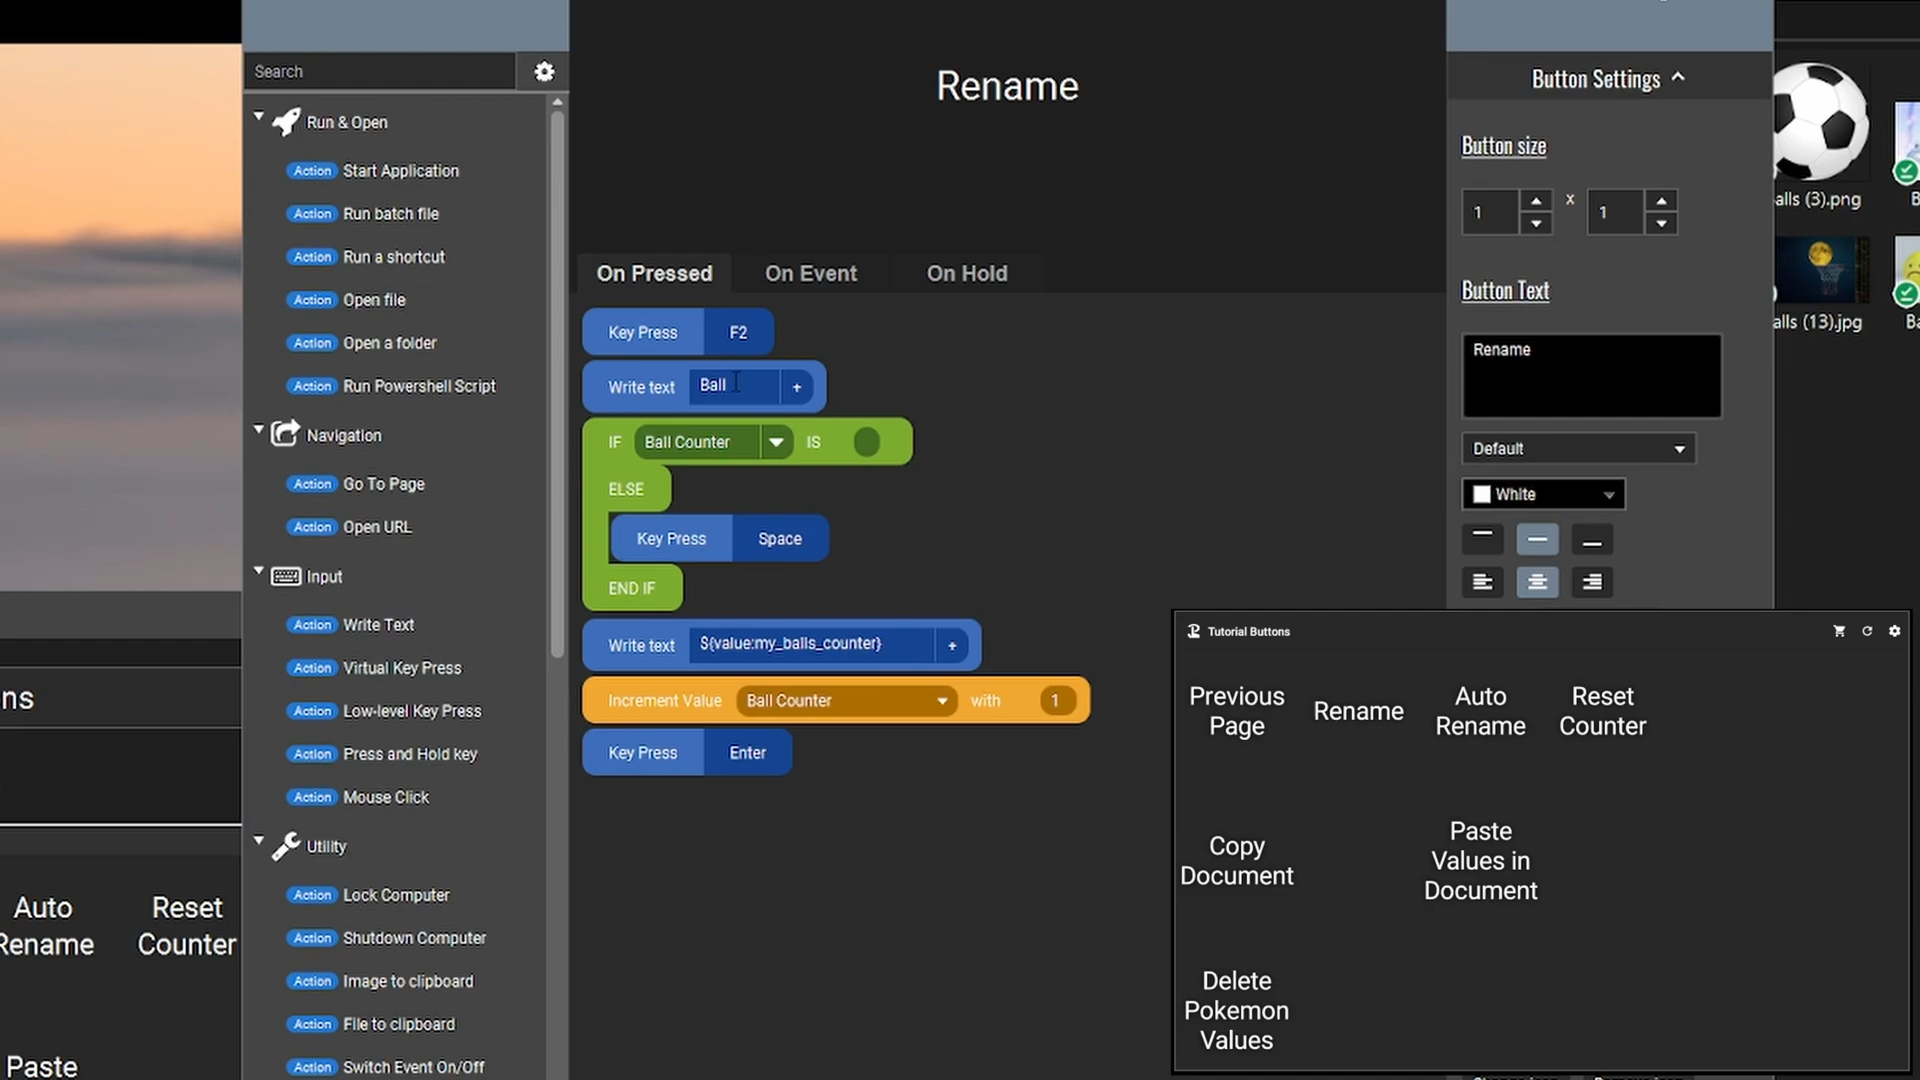 ns
Auto
Rename
Reset
Counter
Paste
Search
Run & Open
Action Start Application
Action Run batch file
Action Run a shortcut
Action Open file
Action Open a folder
Action Run Powershell Script
Navigation
Action Go To Page
Action Open URL
Input
Action Write Text
Action Virtual Key Press
Action Low-level Key Press
Action Press and Hold key
Action Mouse Click
Utility
Action Lock Computer
Action Shutdown Computer
Action Image to clipboard
Action File to clipboard
Action Switch Event On/Off
Rename
On Pressed On Event On Hold
Key Press F2
Write text Ball +
IF Ball Counter IS
ELSE
Key Press Space
END IF
Write text ${value:my_balls_counter} +
Increment Value Ball Counter with 1
Key Press Enter
Button Settings
Button size
1 x 1
Button Text
Rename
Default
White
alls (3).png
B
alls (13).jpg
Ba
Tutorial Buttons
Previous
Page
Rename
Auto
Rename
Reset
Counter
Copy
Document
Paste
Values in
Document
Delete
Pokemon
Values